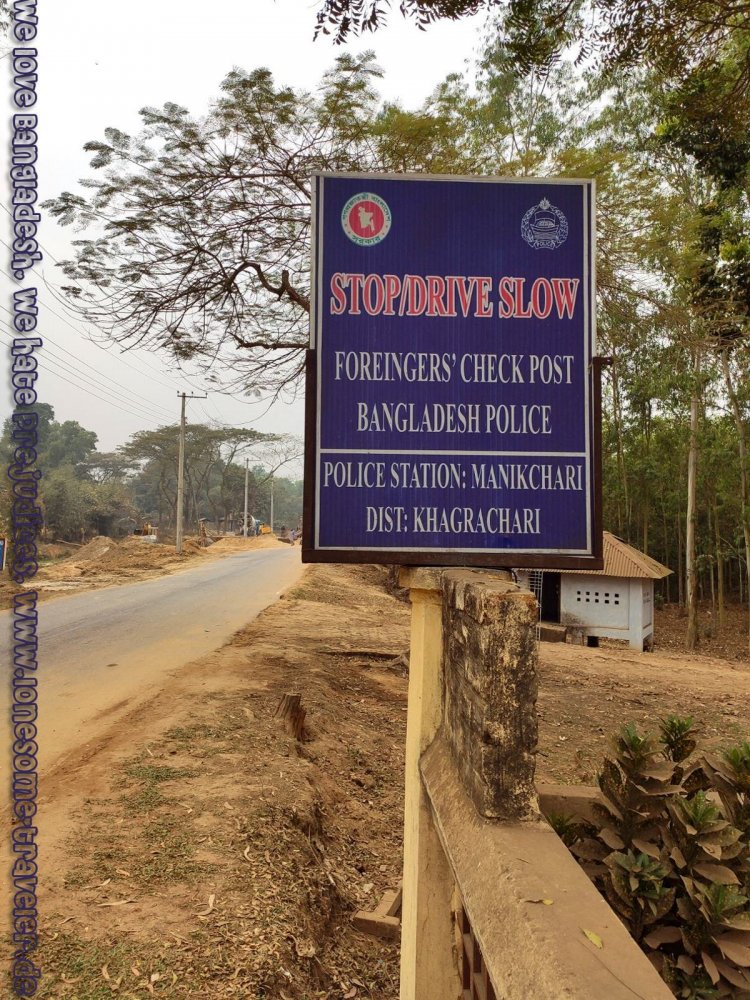 we love Bangladesh, we hate prejudices. www.lonesome-traveler.de
STOP/DRIVE SLOW
FOREINGERS' CHECK POST
BANGLADESH POLICE
POLICE STATION: MANIKCHARI
DIST: KHAGRACHARI